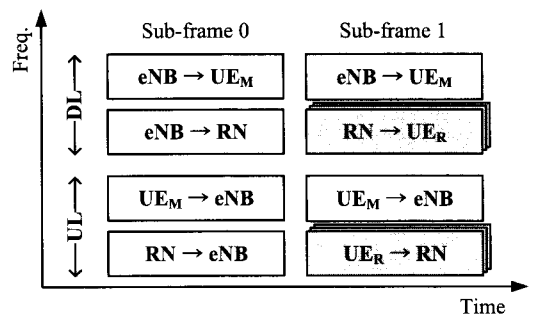 Freq.
Sub-frame 0 Sub-frame 1
DL
eNB → UE_M eNB → UE_M
eNB → RN RN → UE_R
UL
UE_M → eNB UE_M → eNB
RN → eNB UE_R → RN
Time